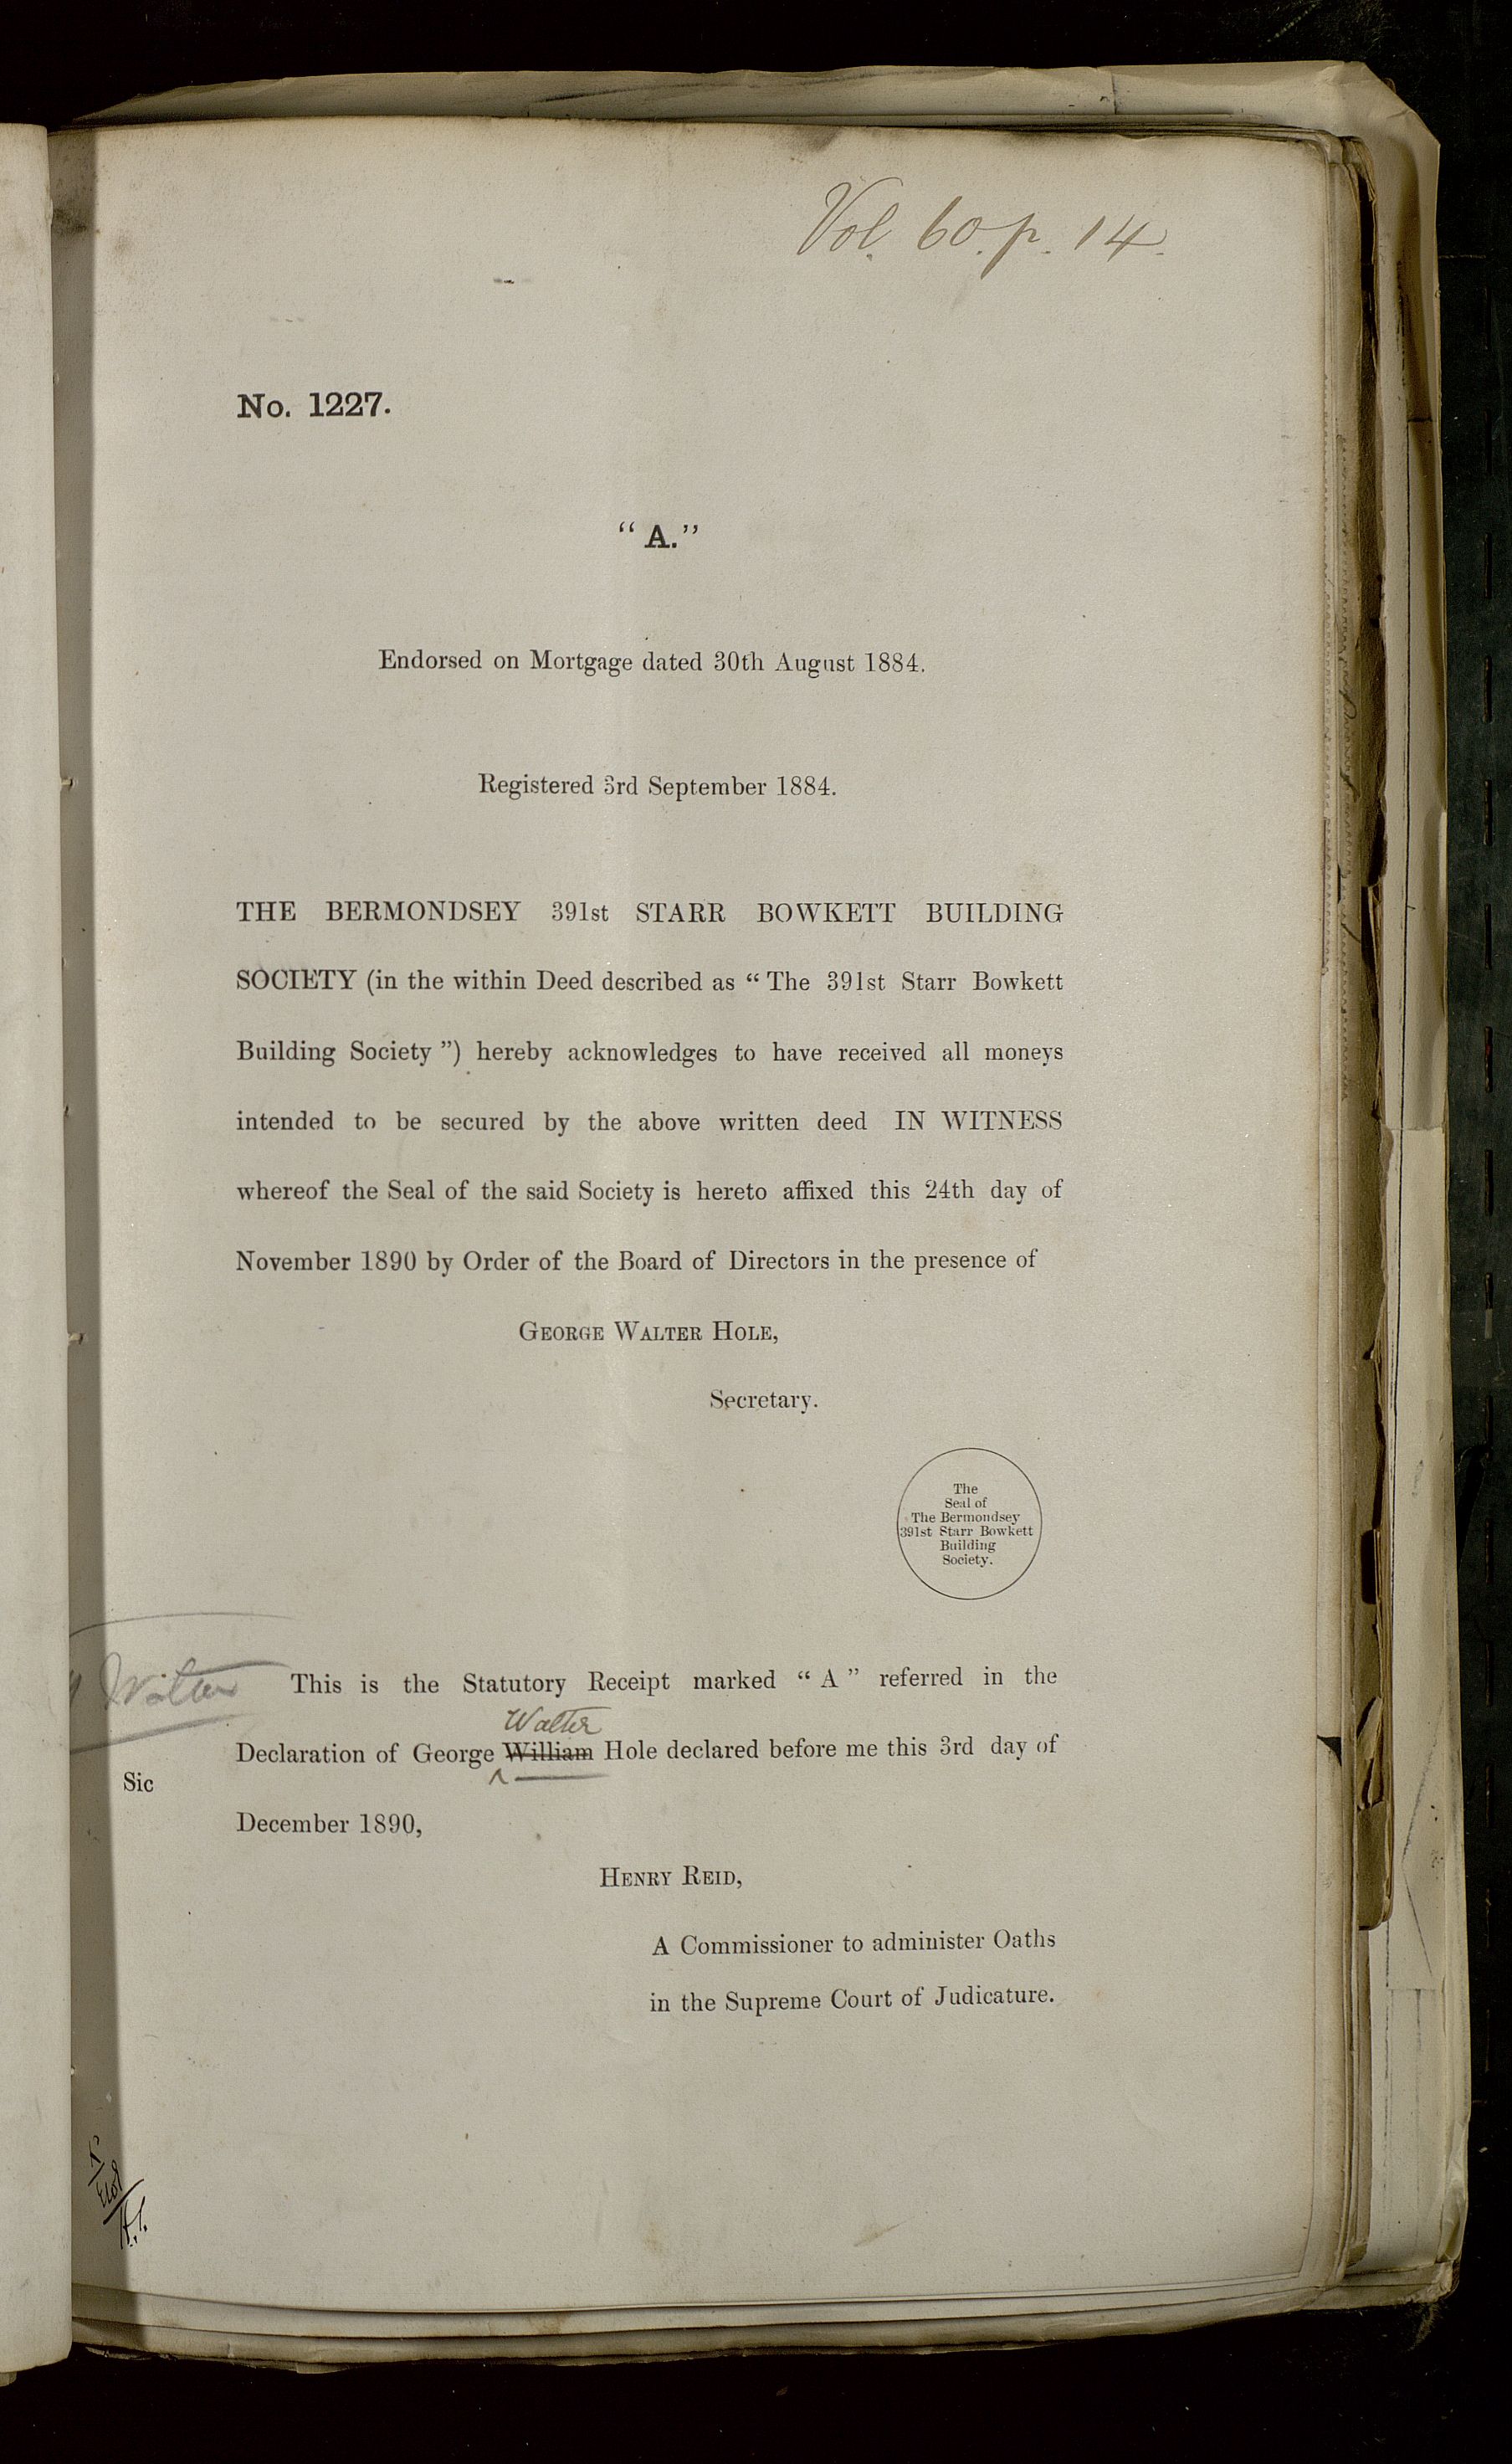 Vol. 60. p. 14.
No. 1227.
“A.”
Endorsed on Mortgage dated 30th August 1884.
Registered 3rd September 1884.
THE BERMONDSEY 391st STARR BOWKETT BUILDING
SOCIETY (in the within Deed described as “The 391st Starr Bowkett
Building Society”) hereby acknowledges to have received all moneys
intended to be secured by the above written deed IN WITNESS
whereof the Seal of the said Society is hereto affixed this 24th day of
November 1890 by Order of the Board of Directors in the presence of
GEORGE WALTER HOLE,
Secretary.
The
Seal of
The Bermondsey
391st Starr Bowkett
Building
Society.
Walter
This is the Statutory Receipt marked “A” referred in the
Walter
Declaration of George William Hole declared before me this 3rd day of
Sic
December 1890,
HENRY REID,
A Commissioner to administer Oaths
in the Supreme Court of Judicature.